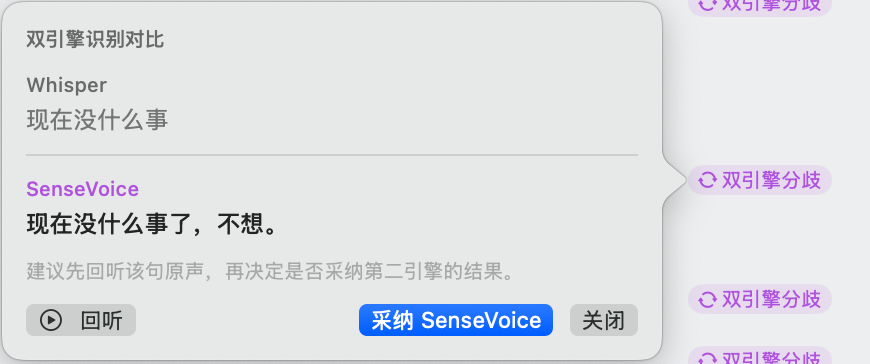 双引擎分歧
双引擎识别对比
Whisper
现在没什么事
SenseVoice
现在没什么事了，不想。
建议先回听该句原声，再决定是否采纳第二引擎的结果。
回听
采纳 SenseVoice
关闭
双引擎分歧
双引擎分歧
双引擎分歧